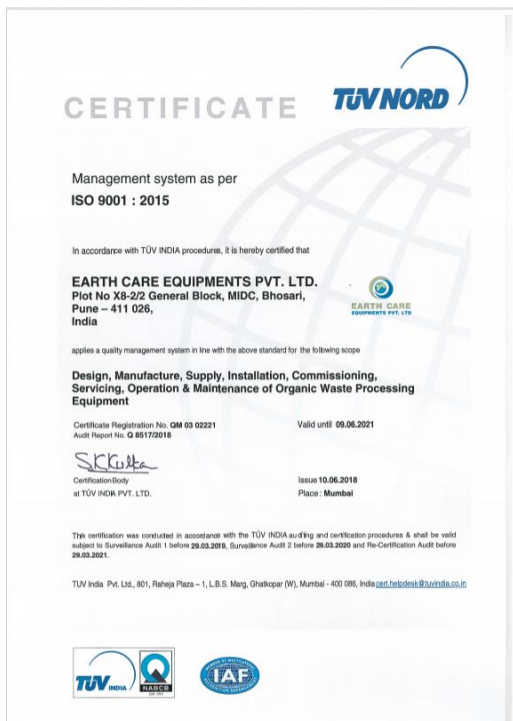 TÜV NORD
CERTIFICATE
Management system as per
ISO 9001 : 2015
In accordance with TÜV INDIA procedures, it is hereby certified that
EARTH CARE EQUIPMENTS PVT. LTD.
Plot No X8-2/2 General Block, MIDC, Bhosari,
Pune – 411 026,
India
EARTH CARE
EQUIPMENTS PVT. LTD
applies a quality management system in line with the above standard for the following scope
Design, Manufacture, Supply, Installation, Commissioning,
Servicing, Operation & Maintenance of Organic Waste Processing
Equipment
Certificate Registration No. QM 03 02221
Audit Report No. Q 8517/2018
Valid until 09.06.2021
Certification Body
at TÜV INDIA PVT. LTD.
Issue 10.06.2018
Place : Mumbai
This certification was conducted in accordance with the TÜV INDIA auditing and certification procedures & shall be valid
subject to Surveillance Audit 1 before 29.03.2019, Surveillance Audit 2 before 29.03.2020 and Re-Certification Audit before
29.03.2021.
TUV India Pvt. Ltd., 801, Raheja Plaza – 1, L.B.S. Marg, Ghatkopar (W), Mumbai - 400 086, India cert.helpdesk@tuvindia.co.in
TÜV INDIA
NABCB
IAF